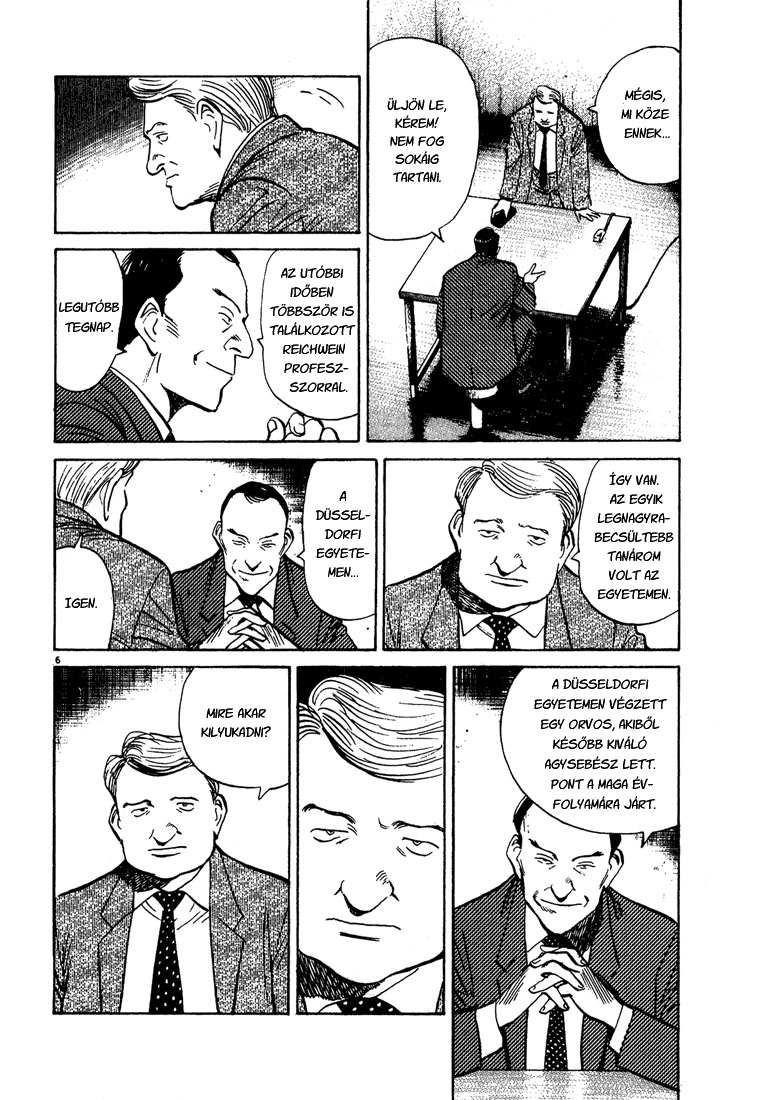 MÉGIS,
MI KÖZE
ENNEK...
ÜLJÖN LE,
KÉREM!
NEM FOG
SOKÁIG
TARTANI.
AZ UTÓBBI
IDŐBEN
TÖBBSZÖR IS
TALÁLKOZOTT
REICHWEIN
PROFESZ-
SZORRAL.
LEGUTÓBB
TEGNAP.
ÍGY VAN.
AZ EGYIK
LEGNAGYRA-
BECSÜLTEBB
TANÁROM
VOLT AZ
EGYETEMEN.
A
DÜSSEL-
DORFI
EGYETE-
MEN...
IGEN.
6
A DÜSSELDORFI
EGYETEMEN VÉGZETT
EGY ORVOS, AKIBŐL
KÉSŐBB KIVÁLÓ
AGYSEBÉSZ LETT.
PONT A MAGA ÉV-
FOLYAMÁRA JÁRT.
MIRE AKAR
KILYUKADNI?